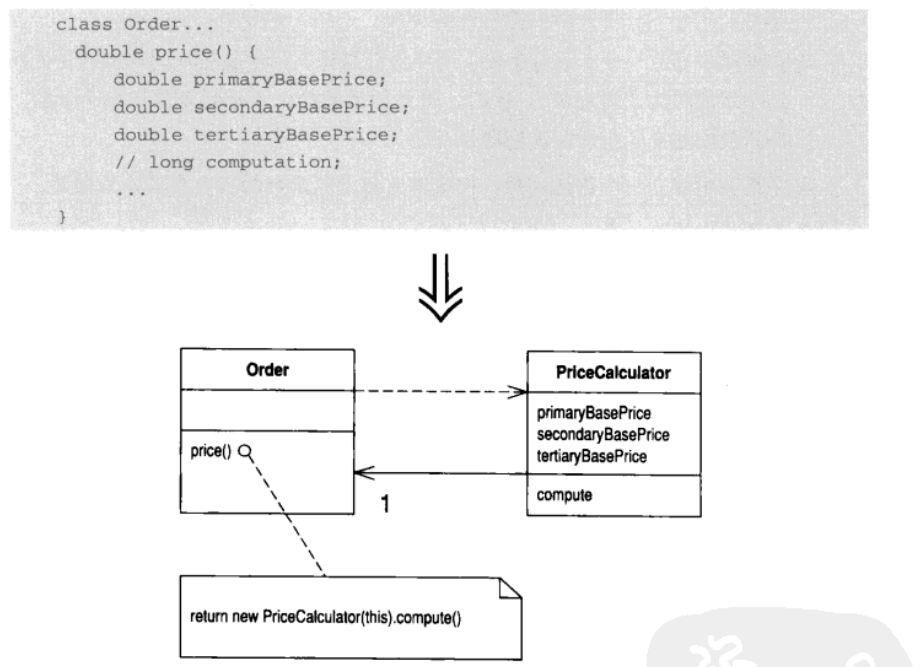 class Order...
double price() {
double primaryBasePrice;
double secondaryBasePrice;
double tertiaryBasePrice;
// long computation;
...
}
Order
PriceCalculator
primaryBasePrice
secondaryBasePrice
tertiaryBasePrice
price()
compute
1
return new PriceCalculator(this).compute()